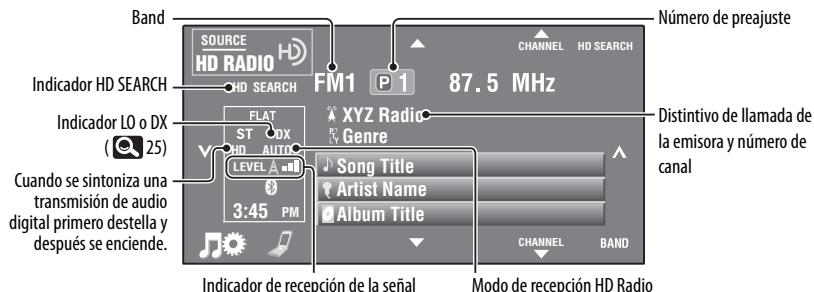 Band
Número de preajuste
SOURCE
HD RADIO HD
CHANNEL HD SEARCH
Indicador HD SEARCH
HD SEARCH
FM1 P 1 87.5 MHz
Indicador LO o DX
( 25)
FLAT
ST DX
HD AUTO
LEVEL
3:45 PM
XYZ Radio
PTY Genre
Song Title
Artist Name
Album Title
Distintivo de llamada de
la emisora y número de
canal
Cuando se sintoniza una
transmisión de audio
digital primero destella y
después se enciende.
CHANNEL BAND
Indicador de recepción de la señal
Modo de recepción HD Radio